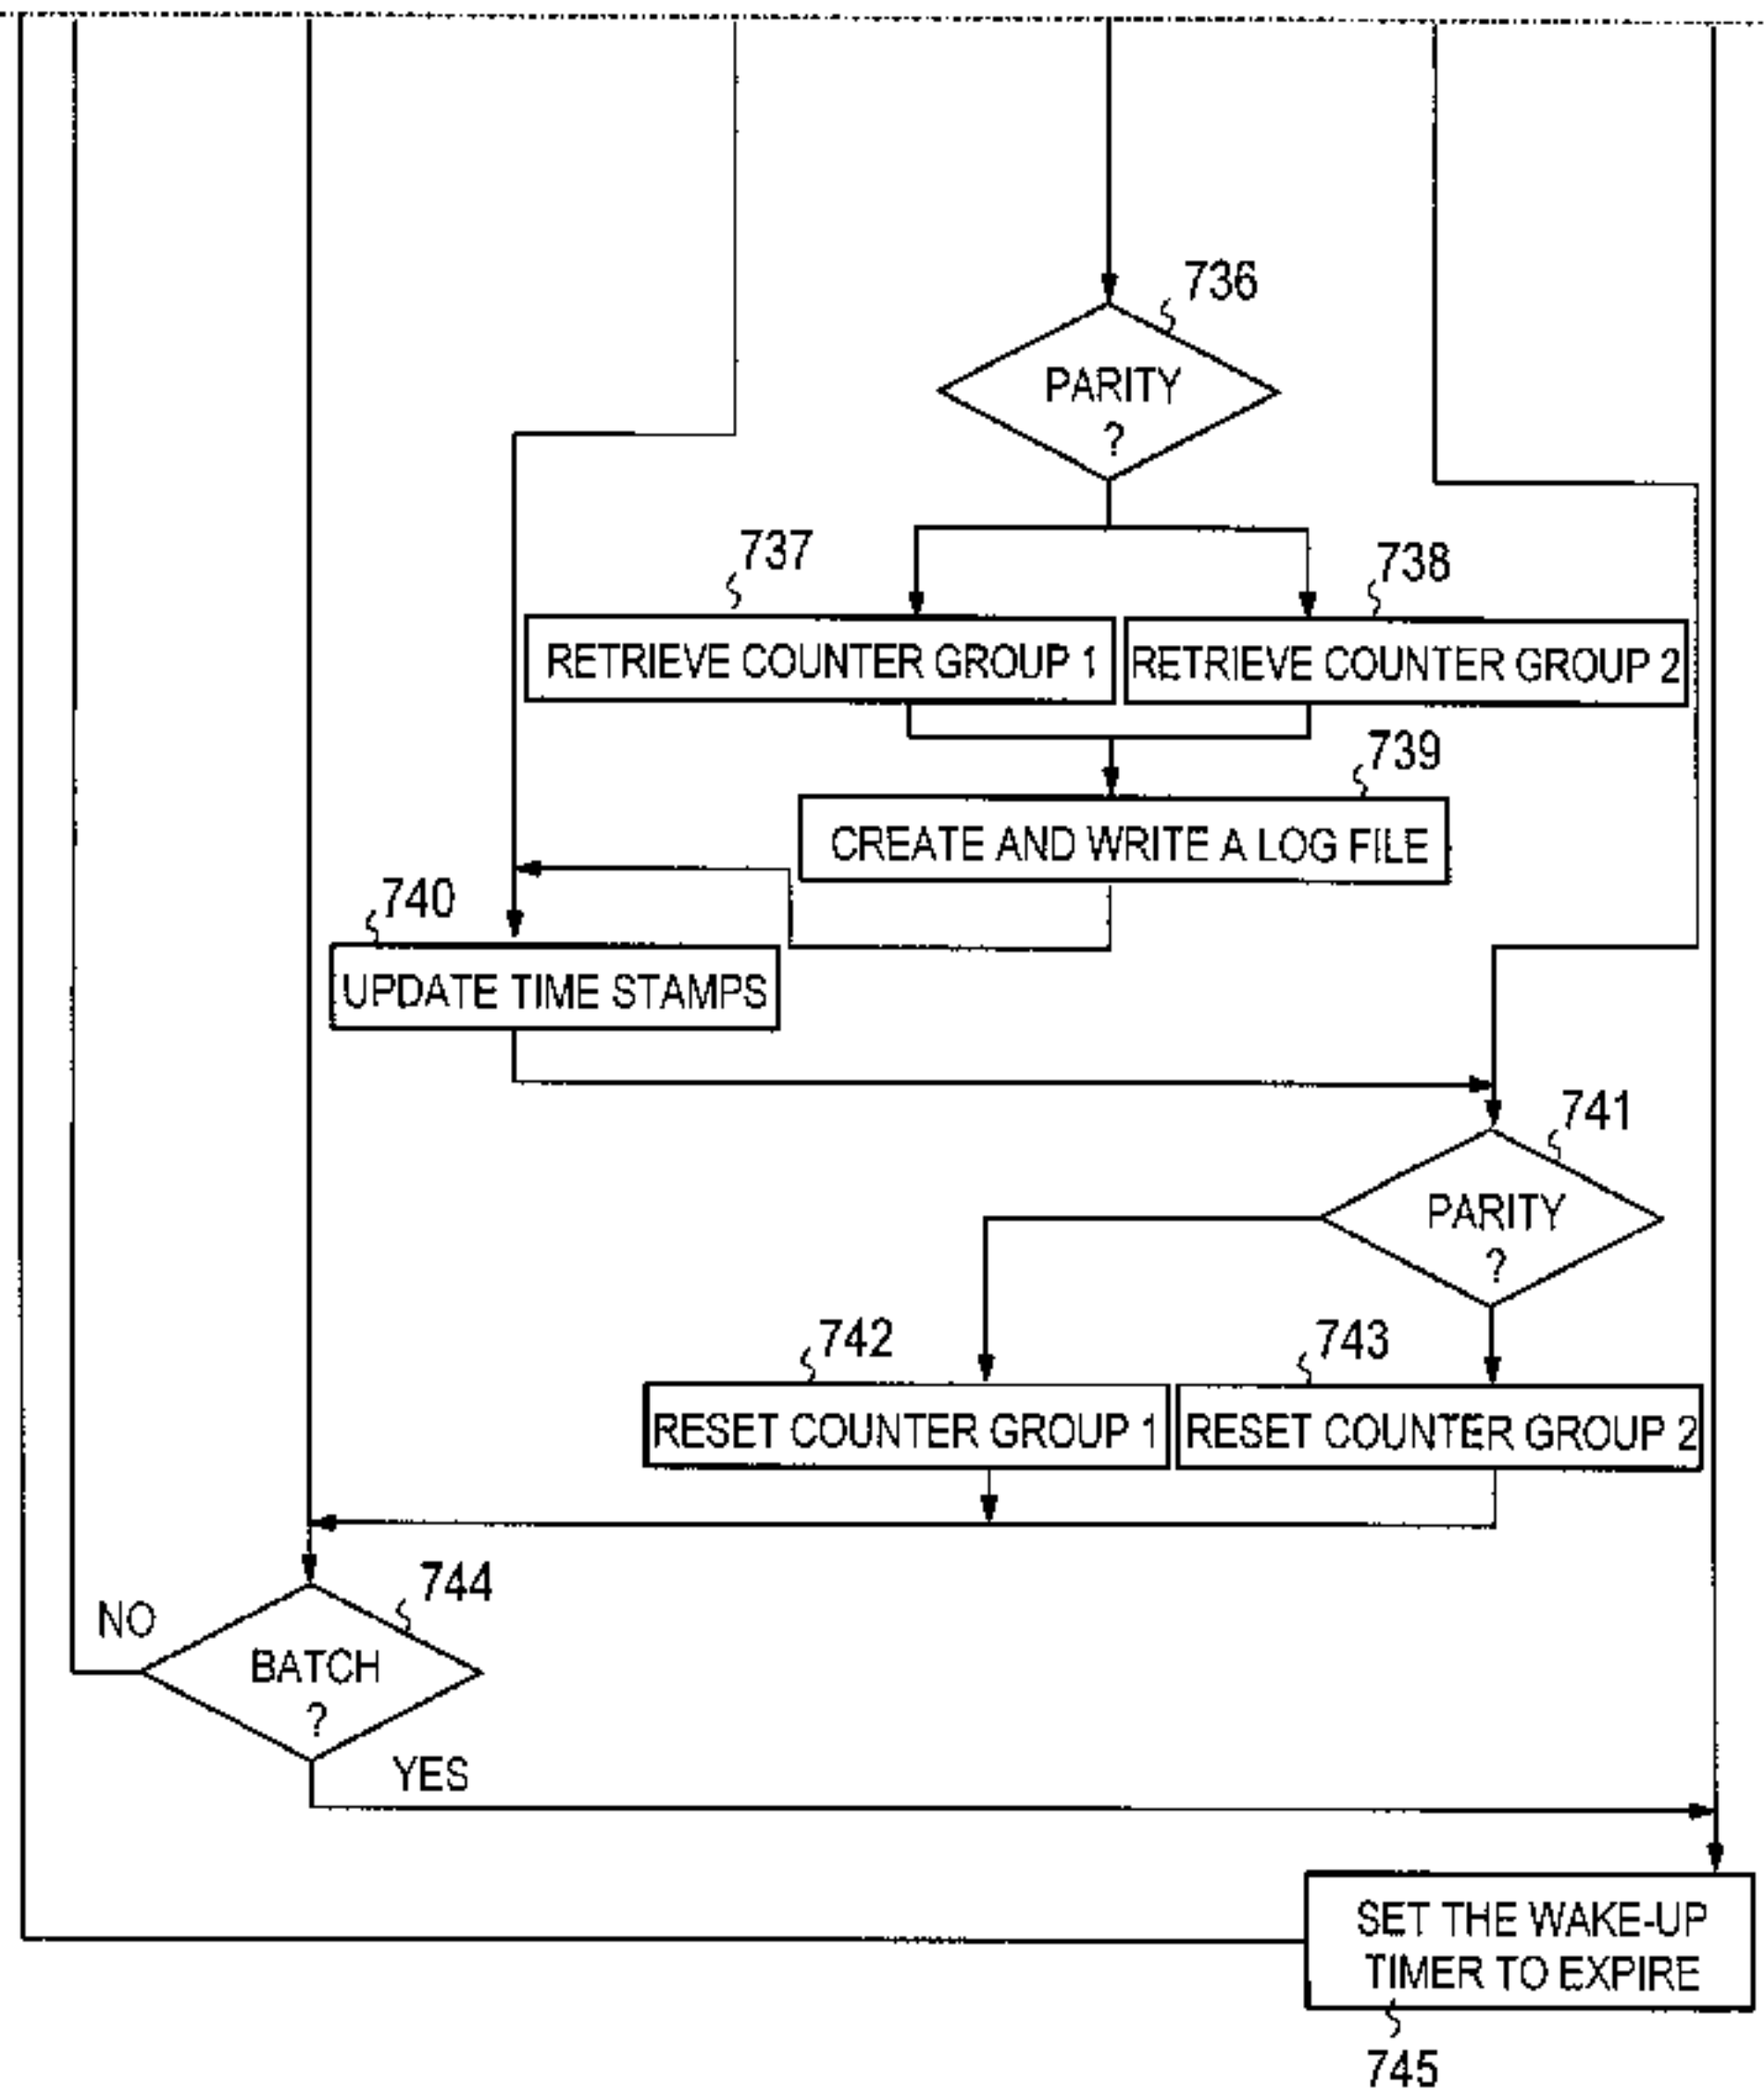 736
PARITY
?
737
738
RETRIEVE COUNTER GROUP 1
RETRIEVE COUNTER GROUP 2
739
CREATE AND WRITE A LOG FILE
740
UPDATE TIME STAMPS
741
PARITY
?
742
743
RESET COUNTER GROUP 1
RESET COUNTER GROUP 2
744
NO
BATCH
?
YES
SET THE WAKE-UP
TIMER TO EXPIRE
745